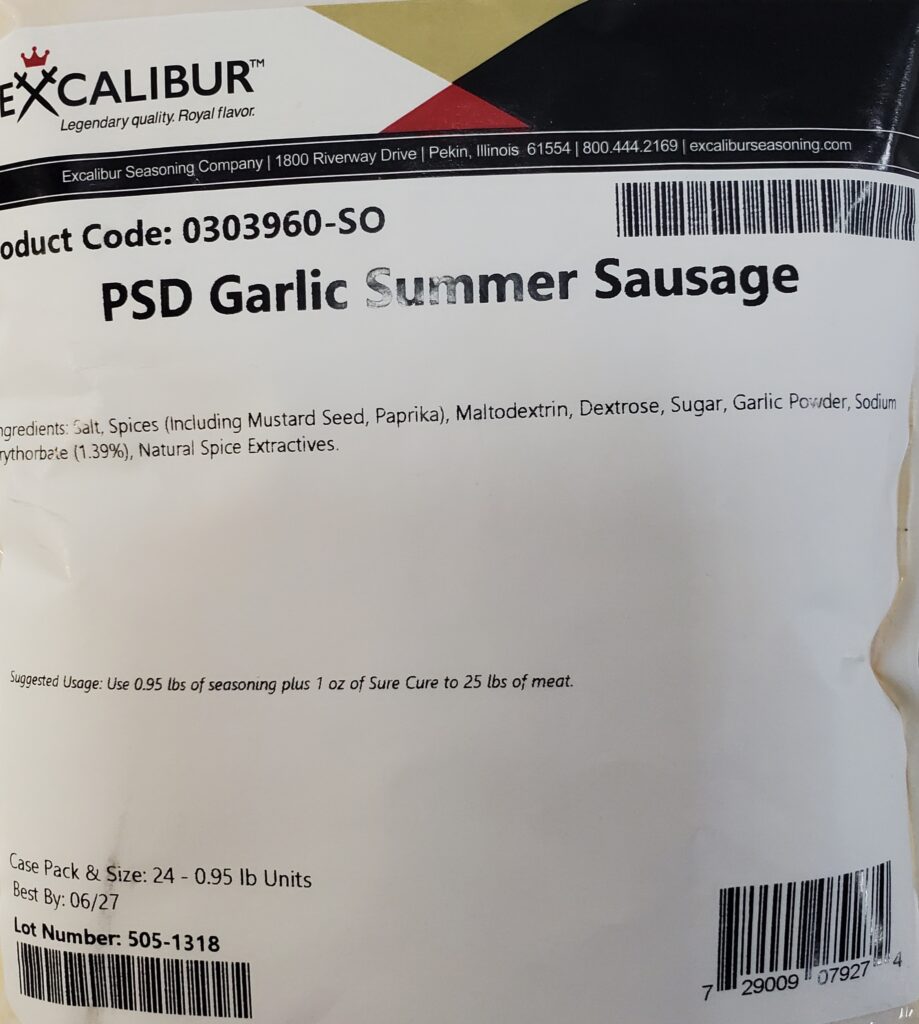 EXCALIBUR™
Legendary quality. Royal flavor.
Excalibur Seasoning Company | 1800 Riverway Drive | Pekin, Illinois 61554 | 800.444.2169 | excaliburseasoning.com
oduct Code: 0303960-SO
PSD Garlic Summer Sausage
ngredients: Salt, Spices (Including Mustard Seed, Paprika), Maltodextrin, Dextrose, Sugar, Garlic Powder, Sodium
rythorbate (1.39%), Natural Spice Extractives.
Suggested Usage: Use 0.95 lbs of seasoning plus 1 oz of Sure Cure to 25 lbs of meat.
Case Pack & Size: 24 - 0.95 lb Units
Best By: 06/27
Lot Number: 505-1318
7 29009 07927 4